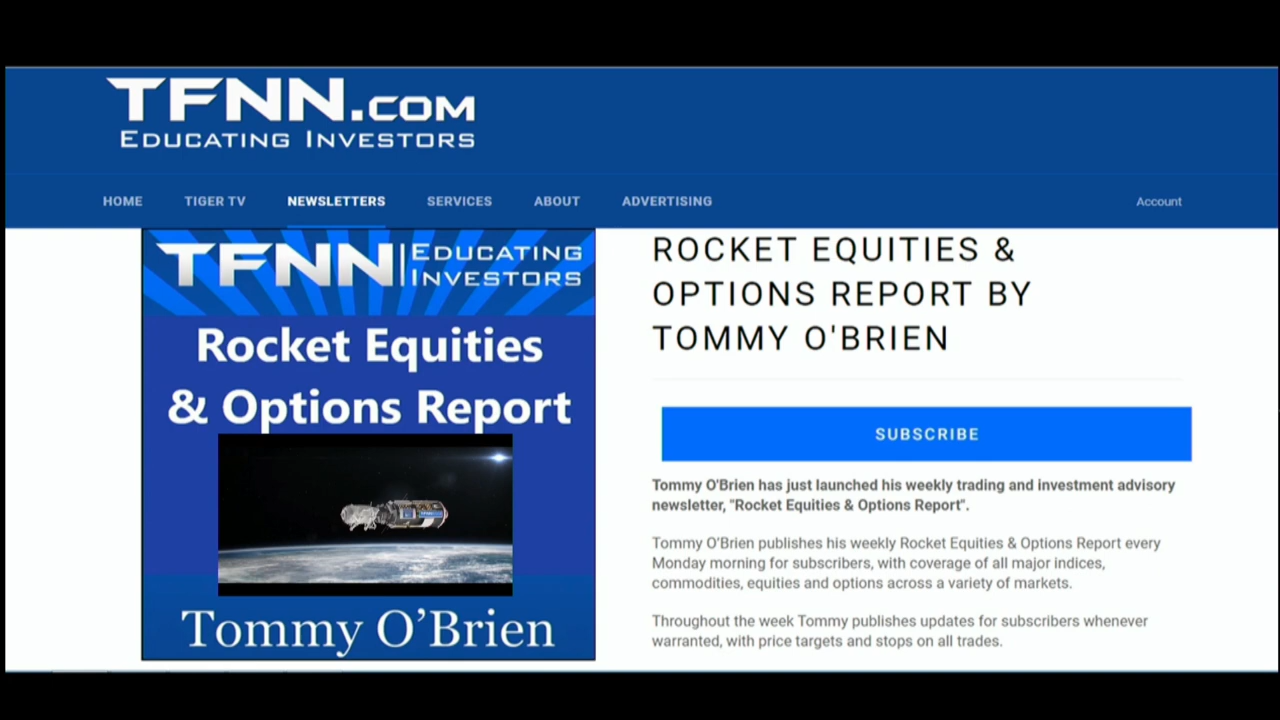 TFNN.COM
EDUCATING INVESTORS
HOME TIGER TV NEWSLETTERS SERVICES ABOUT ADVERTISING Account
TFNN EDUCATING
INVESTORS
Rocket Equities
& Options Report
Tommy O’Brien
ROCKET EQUITIES &
OPTIONS REPORT BY
TOMMY O'BRIEN
SUBSCRIBE
Tommy O'Brien has just launched his weekly trading and investment advisory
newsletter, "Rocket Equities & Options Report".
Tommy O'Brien publishes his weekly Rocket Equities & Options Report every
Monday morning for subscribers, with coverage of all major indices,
commodities, equities and options across a variety of markets.
Throughout the week Tommy publishes updates for subscribers whenever
warranted, with price targets and stops on all trades.